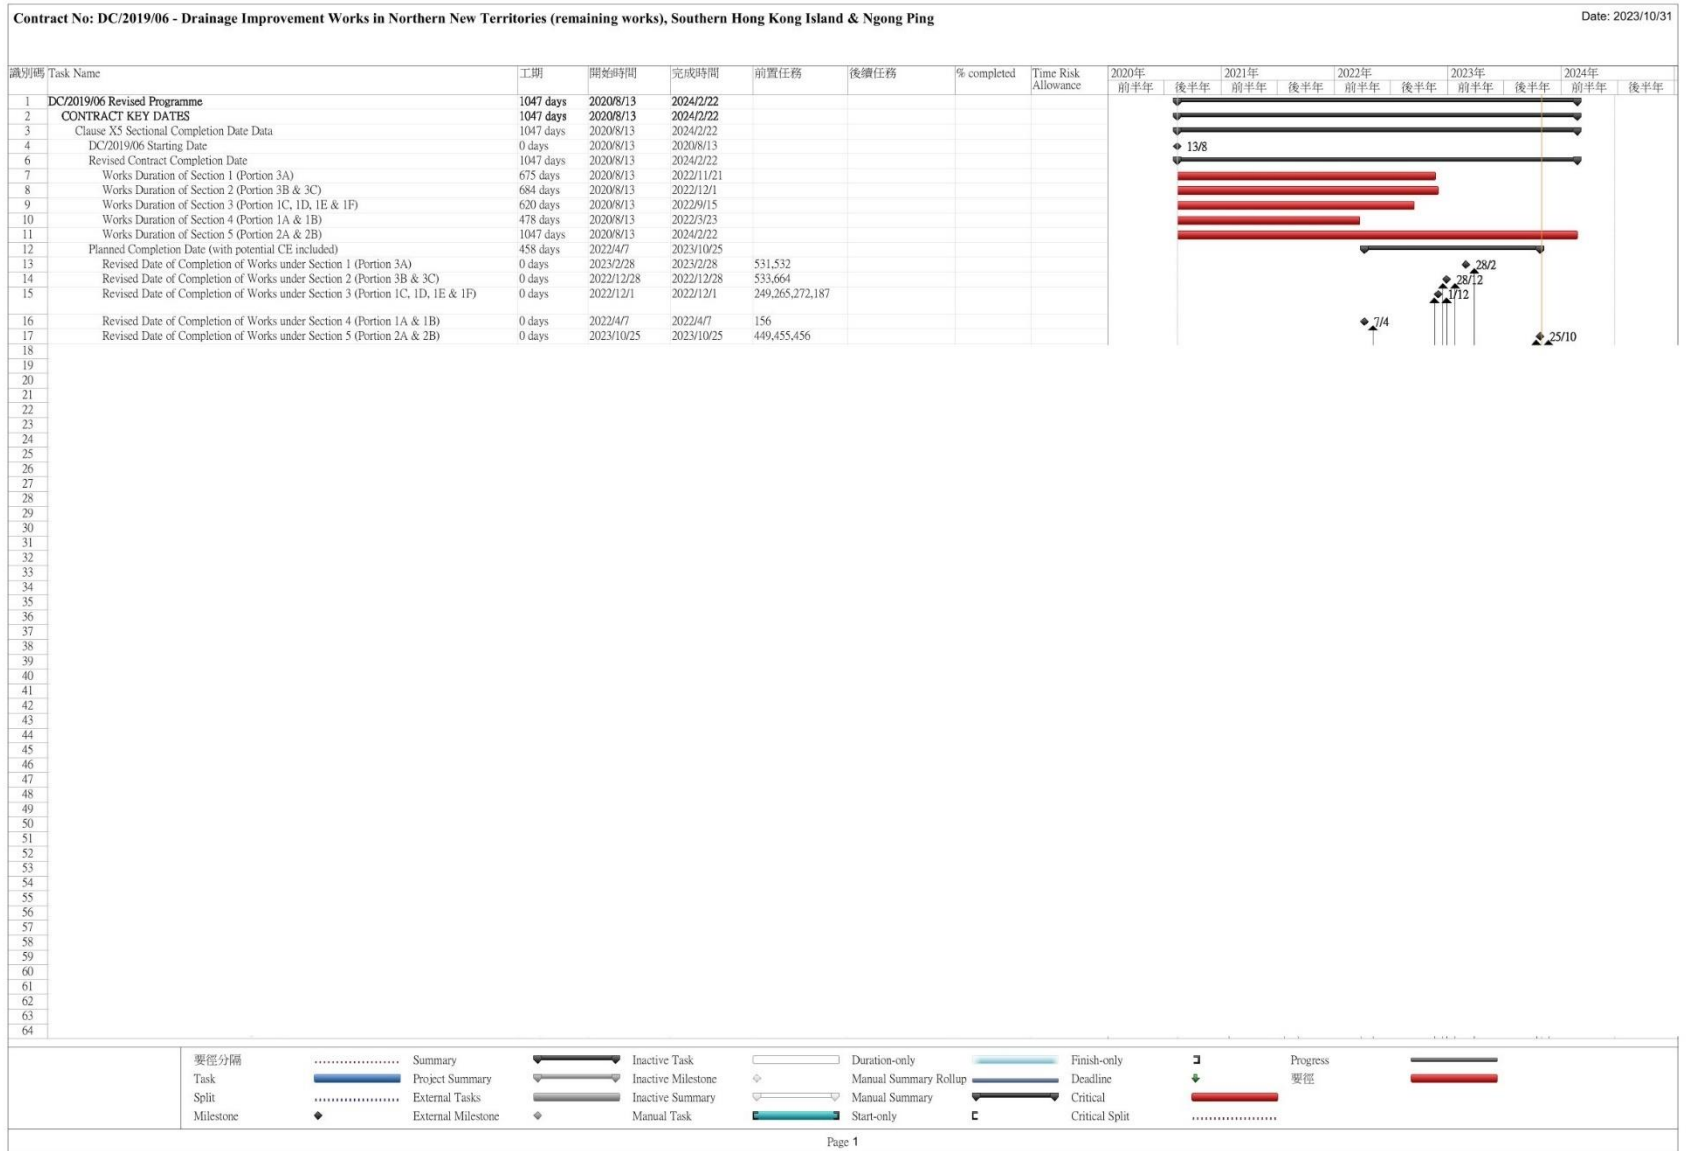 Contract No: DC/2019/06 - Drainage Improvement Works in Northern New Territories (remaining works), Southern Hong Kong Island & Ngong Ping
Date: 2023/10/31
識別碼 Task Name 工期 開始時間 完成時間 前置任務 後續任務 % completed Time Risk Allowance 2020年 2021年 2022年 2023年 2024年
前半年 後半年 前半年 後半年 前半年 後半年 前半年 後半年 前半年 後半年
1 DC/2019/06 Revised Programme 1047 days 2020/8/13 2024/2/22
2 CONTRACT KEY DATES 1047 days 2020/8/13 2024/2/22
3 Clause X5 Sectional Completion Date Data 1047 days 2020/8/13 2024/2/22
4 DC/2019/06 Starting Date 0 days 2020/8/13 2020/8/13 13/8
6 Revised Contract Completion Date 1047 days 2020/8/13 2024/2/22
7 Works Duration of Section 1 (Portion 3A) 675 days 2020/8/13 2022/11/21
8 Works Duration of Section 2 (Portion 3B & 3C) 684 days 2020/8/13 2022/12/1
9 Works Duration of Section 3 (Portion 1C, 1D, 1E & 1F) 620 days 2020/8/13 2022/9/15
10 Works Duration of Section 4 (Portion 1A & 1B) 478 days 2020/8/13 2022/3/23
11 Works Duration of Section 5 (Portion 2A & 2B) 1047 days 2020/8/13 2024/2/22
12 Planned Completion Date (with potential CE included) 458 days 2022/4/7 2023/10/25
13 Revised Date of Completion of Works under Section 1 (Portion 3A) 0 days 2023/2/28 2023/2/28 531,532 28/2
14 Revised Date of Completion of Works under Section 2 (Portion 3B & 3C) 0 days 2022/12/28 2022/12/28 533,664 28/12
15 Revised Date of Completion of Works under Section 3 (Portion 1C, 1D, 1E & 1F) 0 days 2022/12/1 2022/12/1 249,265,272,187 1/12
16 Revised Date of Completion of Works under Section 4 (Portion 1A & 1B) 0 days 2022/4/7 2022/4/7 156 7/4
17 Revised Date of Completion of Works under Section 5 (Portion 2A & 2B) 0 days 2023/10/25 2023/10/25 449,455,456 25/10
18
19
20
21
22
23
24
25
26
27
28
29
30
31
32
33
34
35
36
37
38
39
40
41
42
43
44
45
46
47
48
49
50
51
52
53
54
55
56
57
58
59
60
61
62
63
64
要徑分隔 Summary Inactive Task Duration-only Finish-only Progress
Task Project Summary Inactive Milestone Manual Summary Rollup Deadline 要徑
Split External Tasks Inactive Summary Manual Summary Critical
Milestone External Milestone Manual Task Start-only Critical Split
Page 1